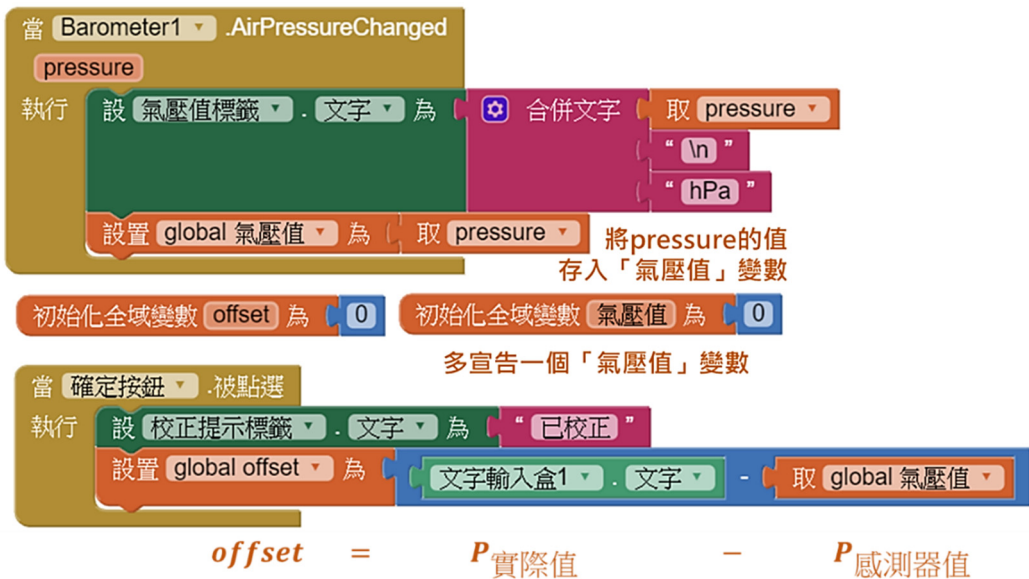 當 Barometer1 .AirPressureChanged
pressure
執行 設 氣壓值標籤 . 文字 為 合併文字 取 pressure
“ \n ”
“ hPa ”
設置 global 氣壓值 為 取 pressure
將pressure的值
存入「氣壓值」變數
初始化全域變數 offset 為 0 初始化全域變數 氣壓值 為 0
多宣告一個「氣壓值」變數
當 確定按鈕 .被點選
執行 設 校正提示標籤 . 文字 為 “ 已校正 ”
設置 global offset 為 文字輸入盒1 . 文字 - 取 global 氣壓值
offset = P實際值 − P感測器值